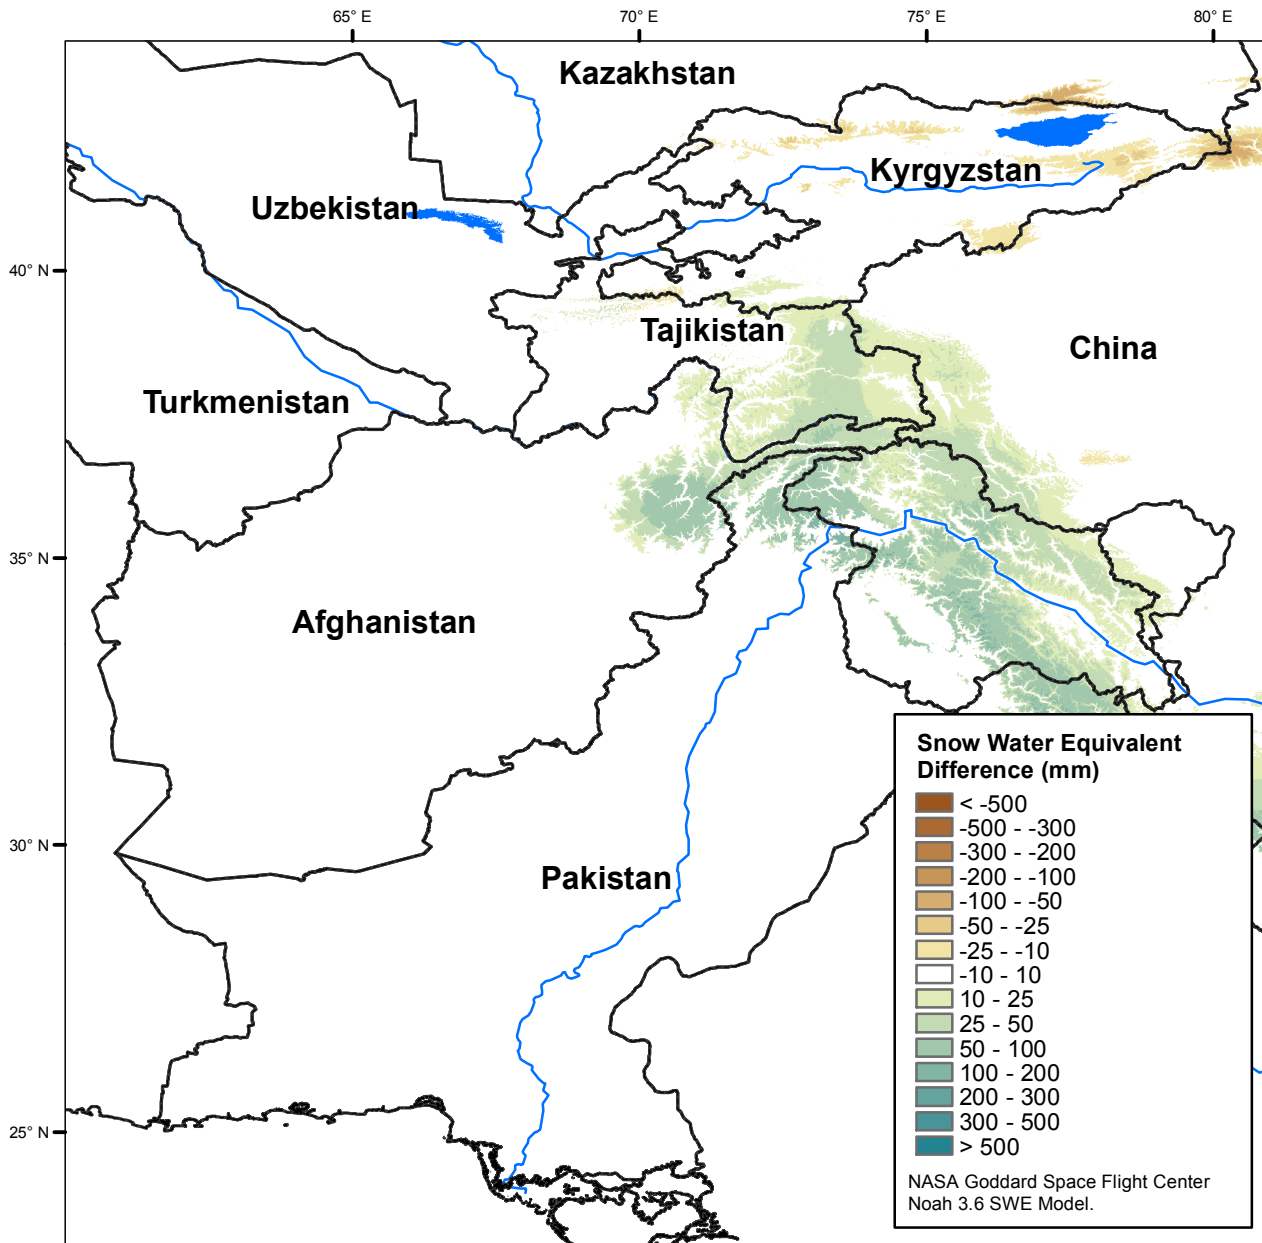 65° E
70° E
75° E
80° E
Kazakhstan
Kyrgyzstan
Uzbekistan
40° N
Tajikistan
China
Turkmenistan
35° N
Afghanistan
30° N
Pakistan
25° N
Snow Water Equivalent
Difference (mm)
< -500
-500 - -300
-300 - -200
-200 - -100
-100 - -50
-50 - -25
-25 - -10
-10 - 10
10 - 25
25 - 50
50 - 100
100 - 200
200 - 300
300 - 500
> 500
NASA Goddard Space Flight Center
Noah 3.6 SWE Model.